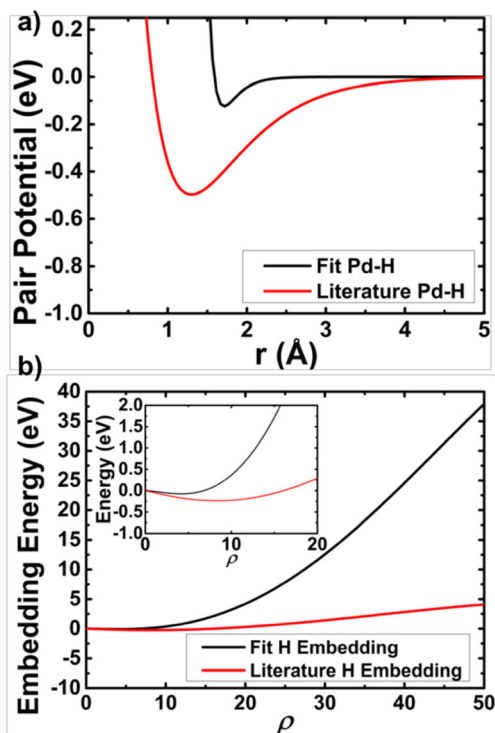 a)
0.2
0.0
-0.2
-0.4
-0.6
-0.8
-1.0
Pair Potential (eV)
Fit Pd-H
Literature Pd-H
0 1 2 3 4 5
r (Å)
b)
40
35
30
25
20
15
10
5
0
-5
-10
Embedding Energy (eV)
2.0
1.5
1.0
0.5
0.0
-0.5
-1.0
Energy (eV)
0 10 20
ρ
Fit H Embedding
Literature H Embedding
0 10 20 30 40 50
ρ